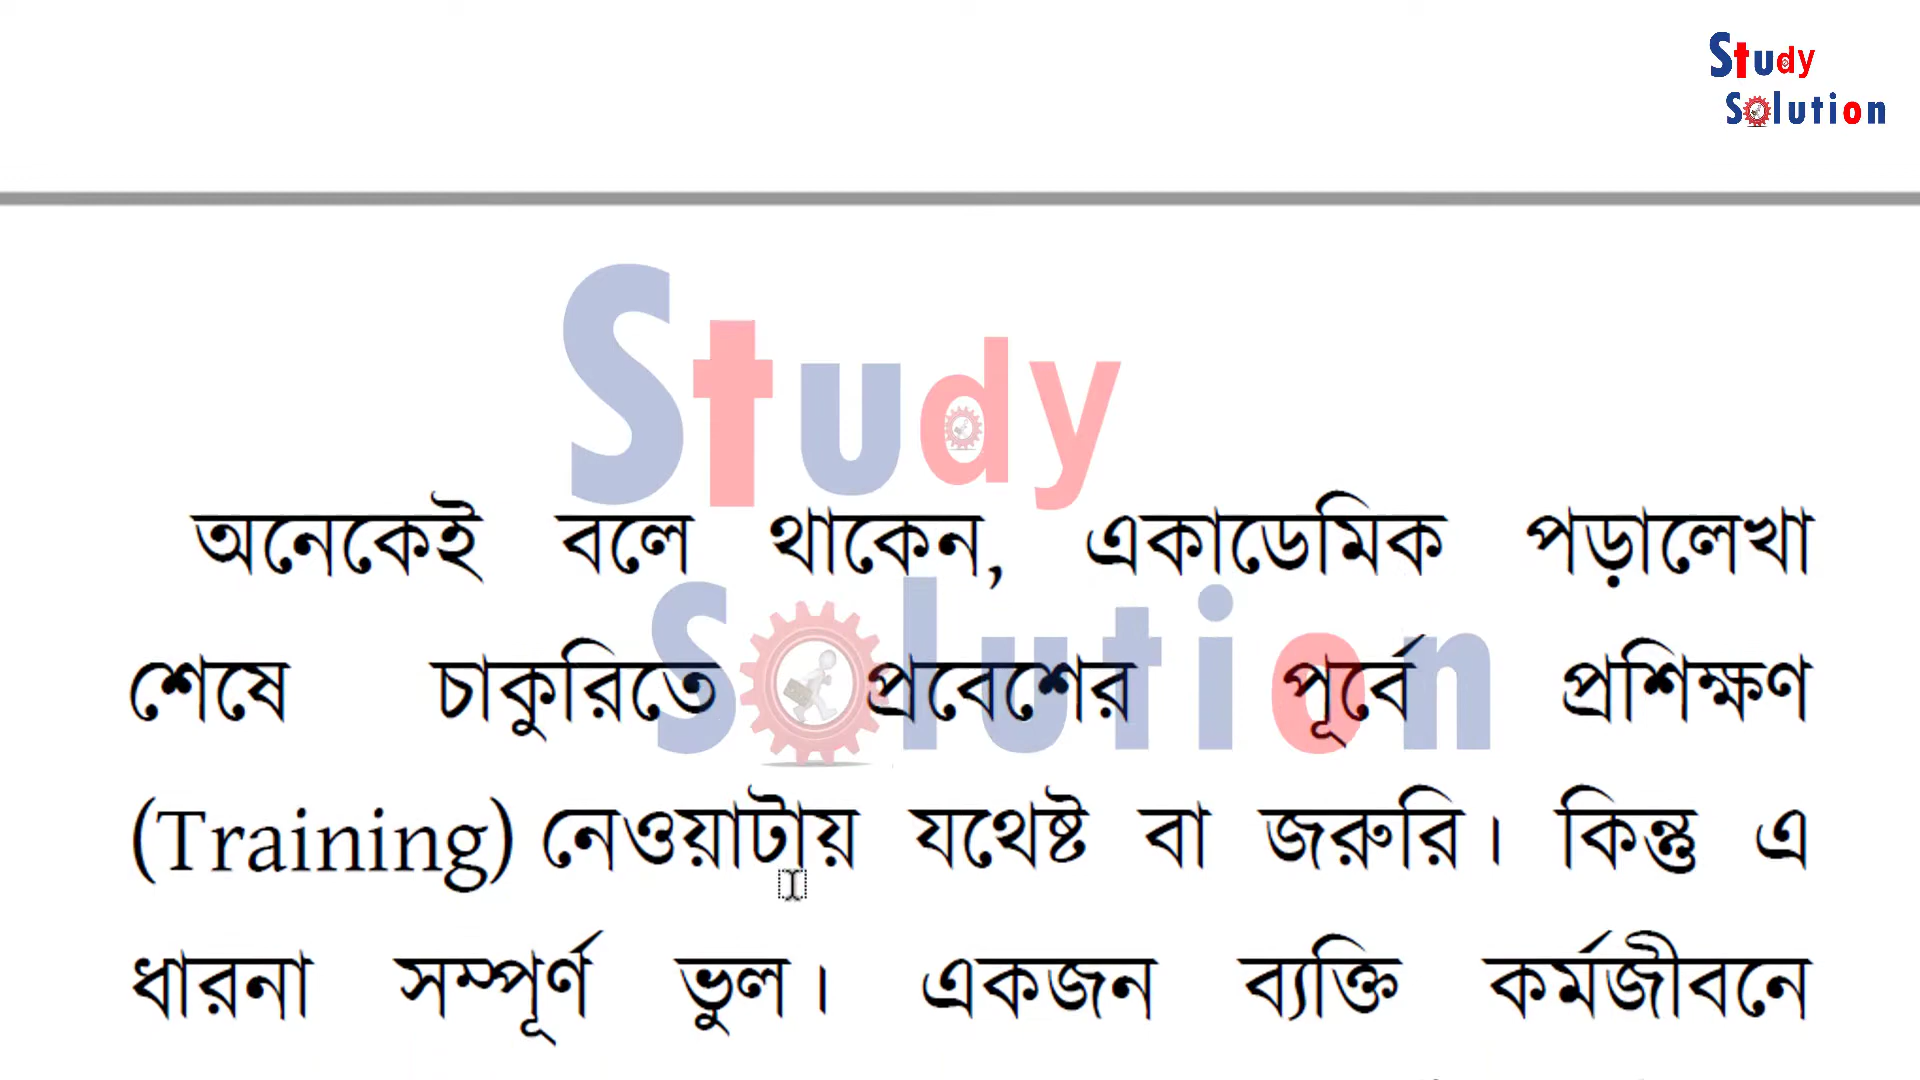 Study
Solution
Study
অনেকেই বলে থাকেন, একাডেমিক পড়ালেখা
Solution
শেষে চাকুরিতে প্রবেশের পূর্বে প্রশিক্ষণ
(Training) নেওয়াটায় যথেষ্ট বা জরুরি। কিন্তু এ
ধারনা সম্পূর্ণ ভুল। একজন ব্যক্তি কর্মজীবনে